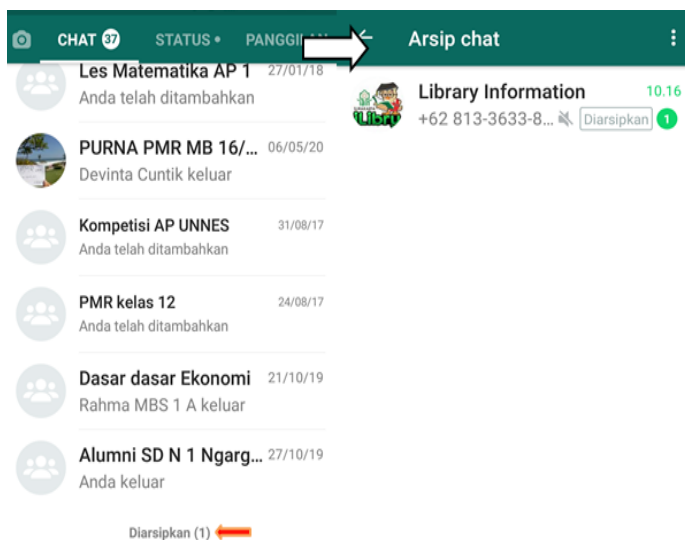 CHAT 37 STATUS • PANGGILAN
Les Matematika AP 1 27/01/18
Anda telah ditambahkan
PURNA PMR MB 16/... 06/05/20
Devinta Cuntik keluar
Kompetisi AP UNNES 31/08/17
Anda telah ditambahkan
PMR kelas 12 24/08/17
Anda telah ditambahkan
Dasar dasar Ekonomi 21/10/19
Rahma MBS 1 A keluar
Alumni SD N 1 Ngarg... 27/10/19
Anda keluar
Diarsipkan (1)
Arsip chat
Library Information 10.16
+62 813-3633-8... Diarsipkan 1
iLibry